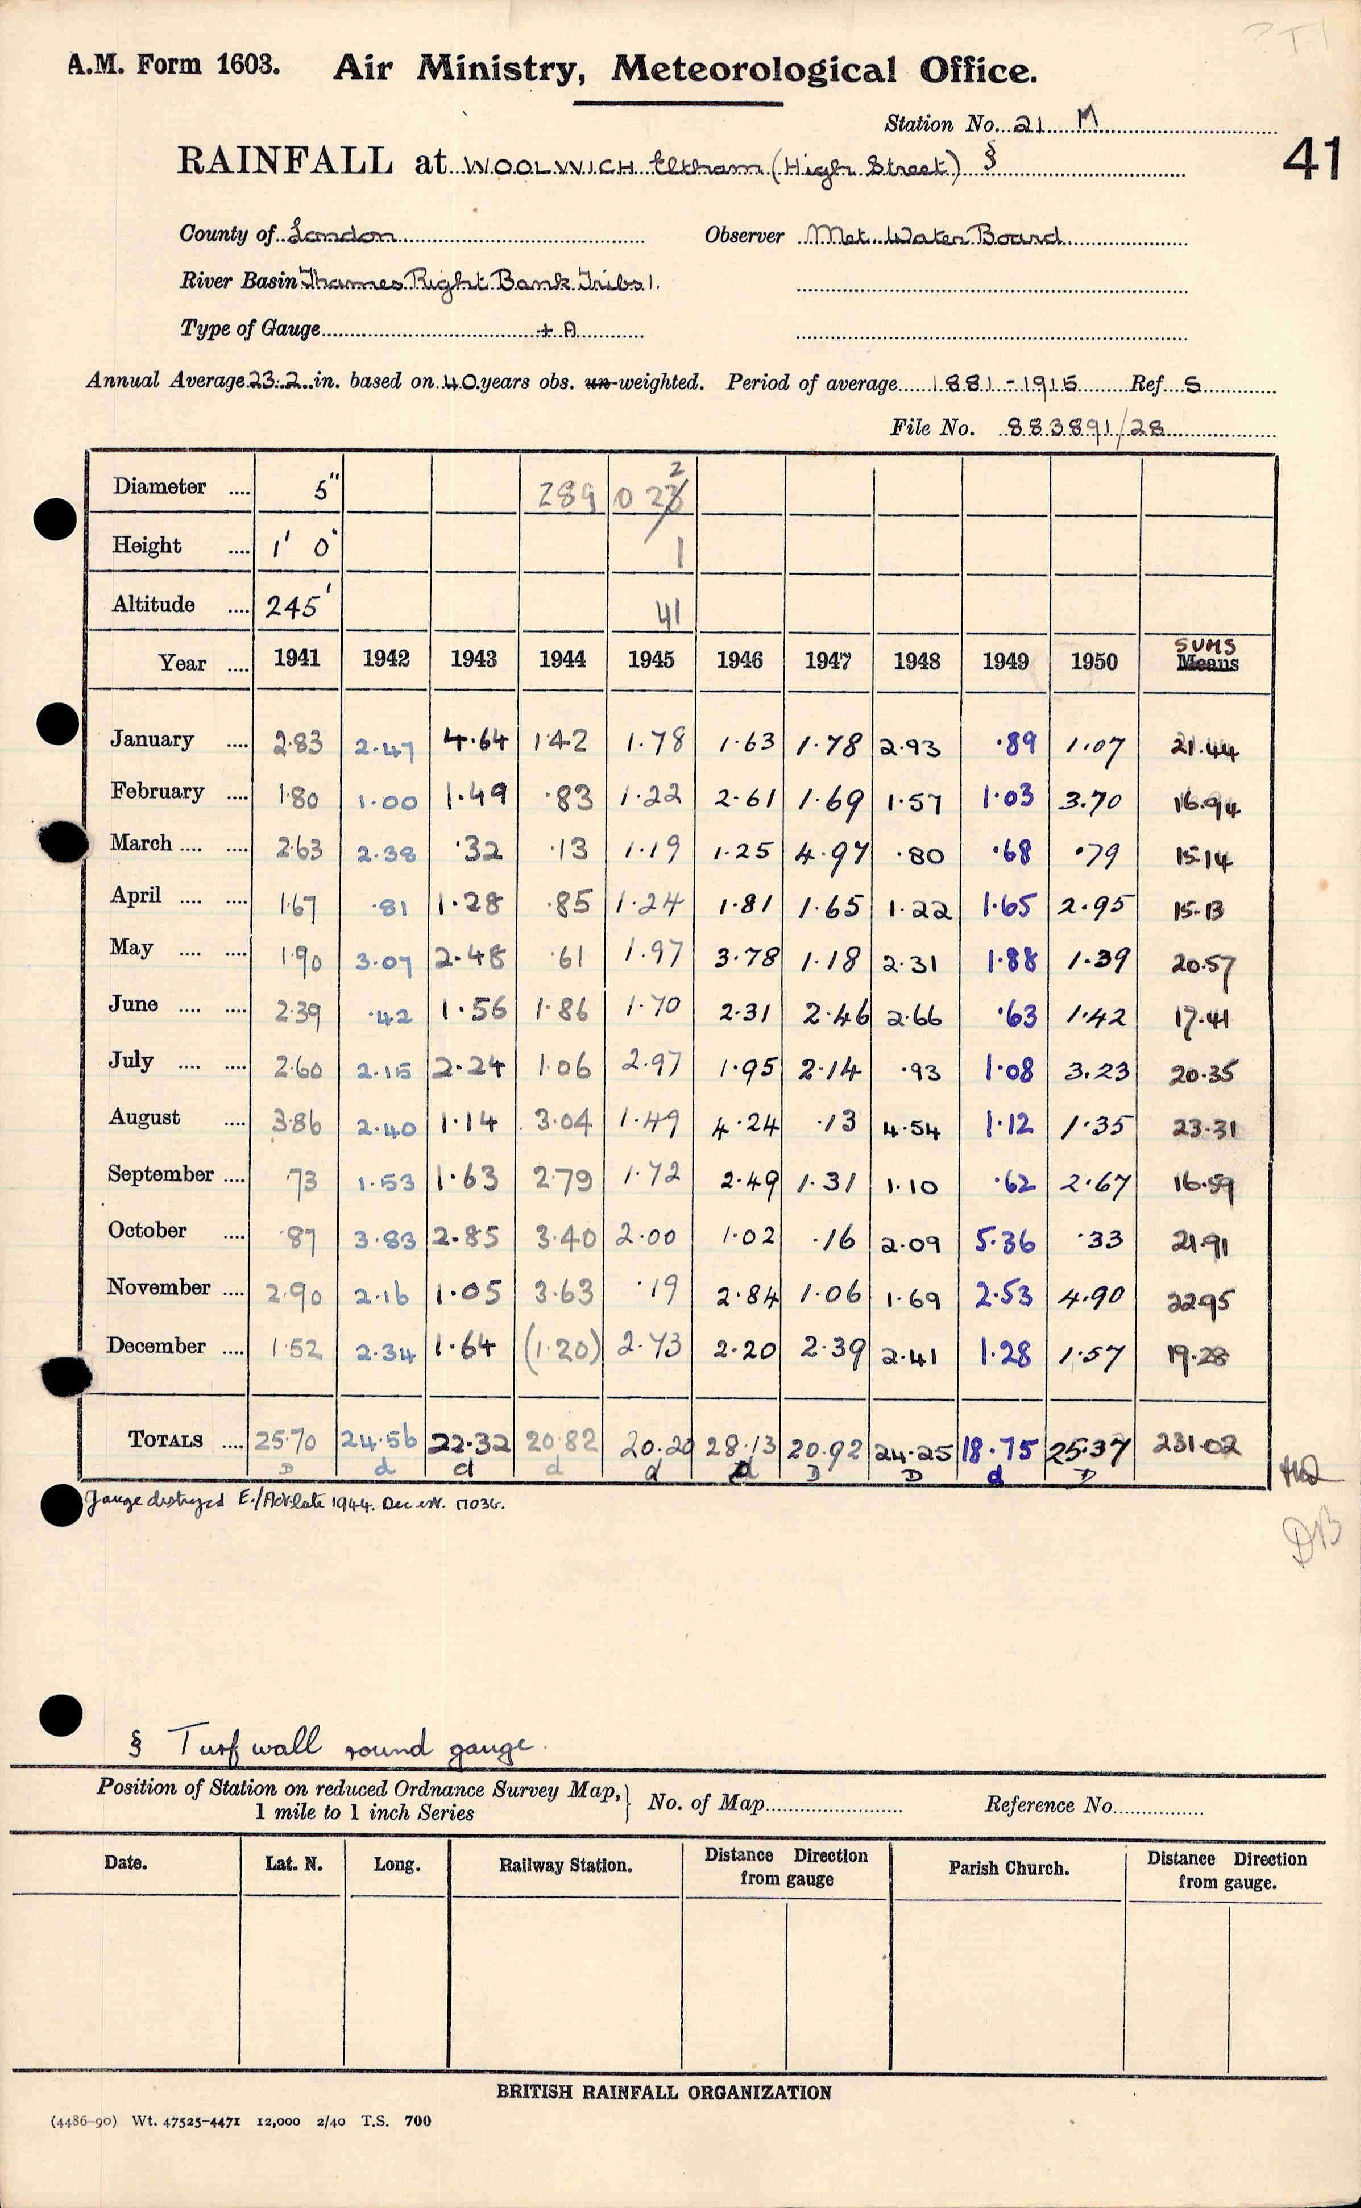 A.M. Form 1603. Air Ministry, Meteorological Office.
Station No. 21 M
41
RAINFALL at WOOLWICH Eltham (High Street) §
County of London Observer Met. Water Board
River Basin Thames Right Bank Tribs 1.
Type of Gauge + A
Annual Average 23.2 in. based on 40 years obs. un-weighted. Period of average 1881-1915 Ref. S
File No. 883891/28
Diameter .... 5" 289 0 23 2
Height .... 1' 0" 1
Altitude .... 245' 41
Year .... 1941 1942 1943 1944 1945 1946 1947 1948 1949 1950 SUMS Means
January .... 2.83 2.47 4.64 1.42 1.78 1.63 1.78 2.93 .89 1.07 21.44
February .... 1.80 1.00 1.49 .83 1.22 2.61 1.69 1.57 1.03 3.70 16.94
March .... .... 2.63 2.38 .32 .13 1.19 1.25 4.97 .80 .68 .79 15.14
April .... .... 1.67 .81 1.28 .85 1.24 1.81 1.65 1.22 1.65 2.95 15.13
May .... .... 1.90 3.07 2.48 .61 1.97 3.78 1.18 2.31 1.88 1.39 20.57
June .... .... 2.39 .42 1.56 1.86 1.70 2.31 2.46 2.66 .63 1.42 17.41
July .... .... 2.60 2.15 2.24 1.06 2.97 1.95 2.14 .93 1.08 3.23 20.35
August .... 3.86 2.40 1.14 3.04 1.49 4.24 .13 4.54 1.12 1.35 23.31
September .... .73 1.53 1.63 2.79 1.72 2.49 1.31 1.10 .62 2.67 16.59
October .... .87 3.83 2.85 3.40 2.00 1.02 .16 2.09 5.36 .33 21.91
November .... 2.90 2.16 1.05 3.63 .19 2.84 1.06 1.69 2.53 4.90 22.95
December .... 1.52 2.34 1.64 (1.20) 2.73 2.20 2.39 2.41 1.28 1.57 19.28
TOTALS .... 25.70 24.56 22.32 20.82 20.20 28.13 20.92 24.25 18.75 25.37 231.02
D d d d d d D D d D
Gauge destroyed late 1944. Dec est.
DB
§ Turf wall round gauge.
Position of Station on reduced Ordnance Survey Map, 1 mile to 1 inch Series } No. of Map Reference No.
Date. Lat. N. Long. Railway Station. Distance Direction from gauge Parish Church. Distance Direction from gauge.
BRITISH RAINFALL ORGANIZATION
(4486-90) Wt. 47525-4471 12,000 2/40 T.S. 700